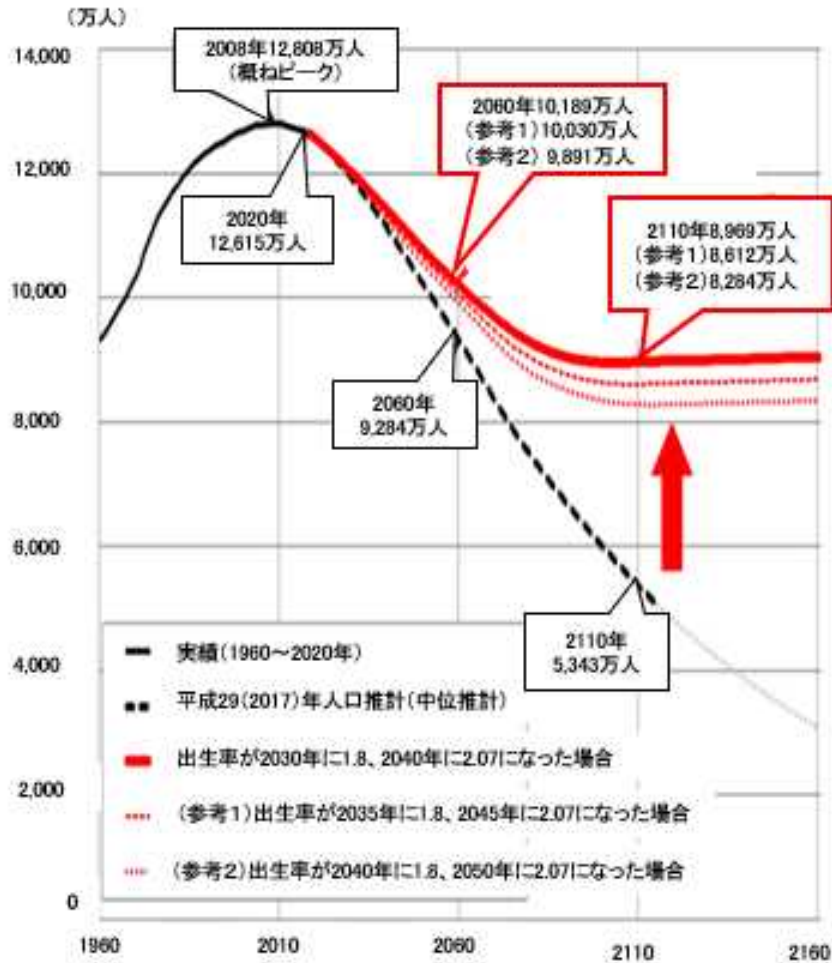 (万人)
14,000
12,000
10,000
8,000
6,000
4,000
2,000
0
2008年12,808万人
(概ねピーク)
2020年
12,615万人
2060年10,189万人
(参考1)10,030万人
(参考2) 9,891万人
2110年8,969万人
(参考1)8,612万人
(参考2)8,284万人
2060年
9,284万人
2110年
5,343万人
実績(1960～2020年)
平成29(2017)年人口推計(中位推計)
出生率が2030年に1.8、2040年に2.07になった場合
(参考1)出生率が2035年に1.8、2045年に2.07になった場合
(参考2)出生率が2040年に1.8、2050年に2.07になった場合
1960 2010 2060 2110 2160